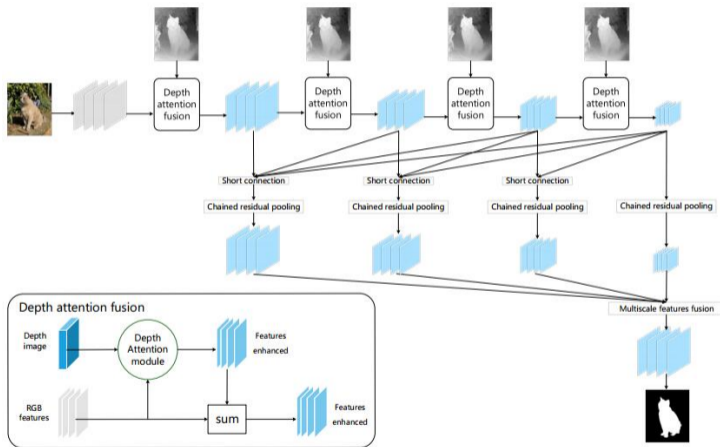 Depth
attention
fusion
Depth
attention
fusion
Depth
attention
fusion
Depth
attention
fusion
Short connection
Short connection
Short connection
Chained residual pooling
Chained residual pooling
Chained residual pooling
Chained residual pooling
Multiscale features fusion
Depth attention fusion
Depth
image
Depth
Attention
module
Features
enhanced
RGB
features
sum
Features
enhanced